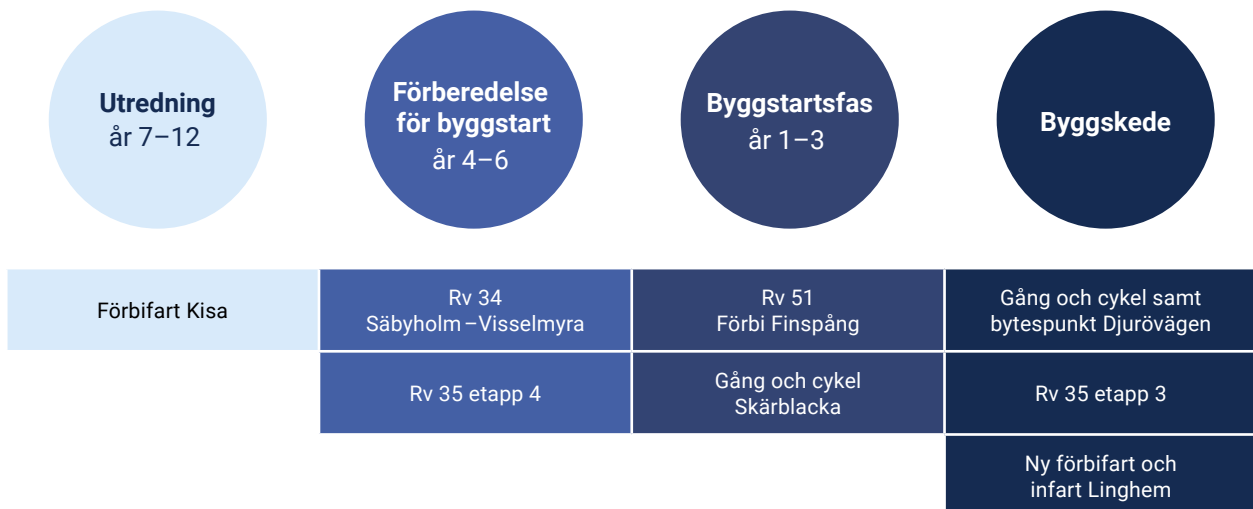 Utredning
år 7–12
Förberedelse
för byggstart
år 4–6
Byggstartsfas
år 1–3
Byggskede
Förbifart Kisa
Rv 34
Säbyholm–Visselmyra
Rv 51
Förbi Finspång
Gång och cykel samt
bytespunkt Djurövägen
Rv 35 etapp 4
Gång och cykel
Skärblacka
Rv 35 etapp 3
Ny förbifart och
infart Linghem